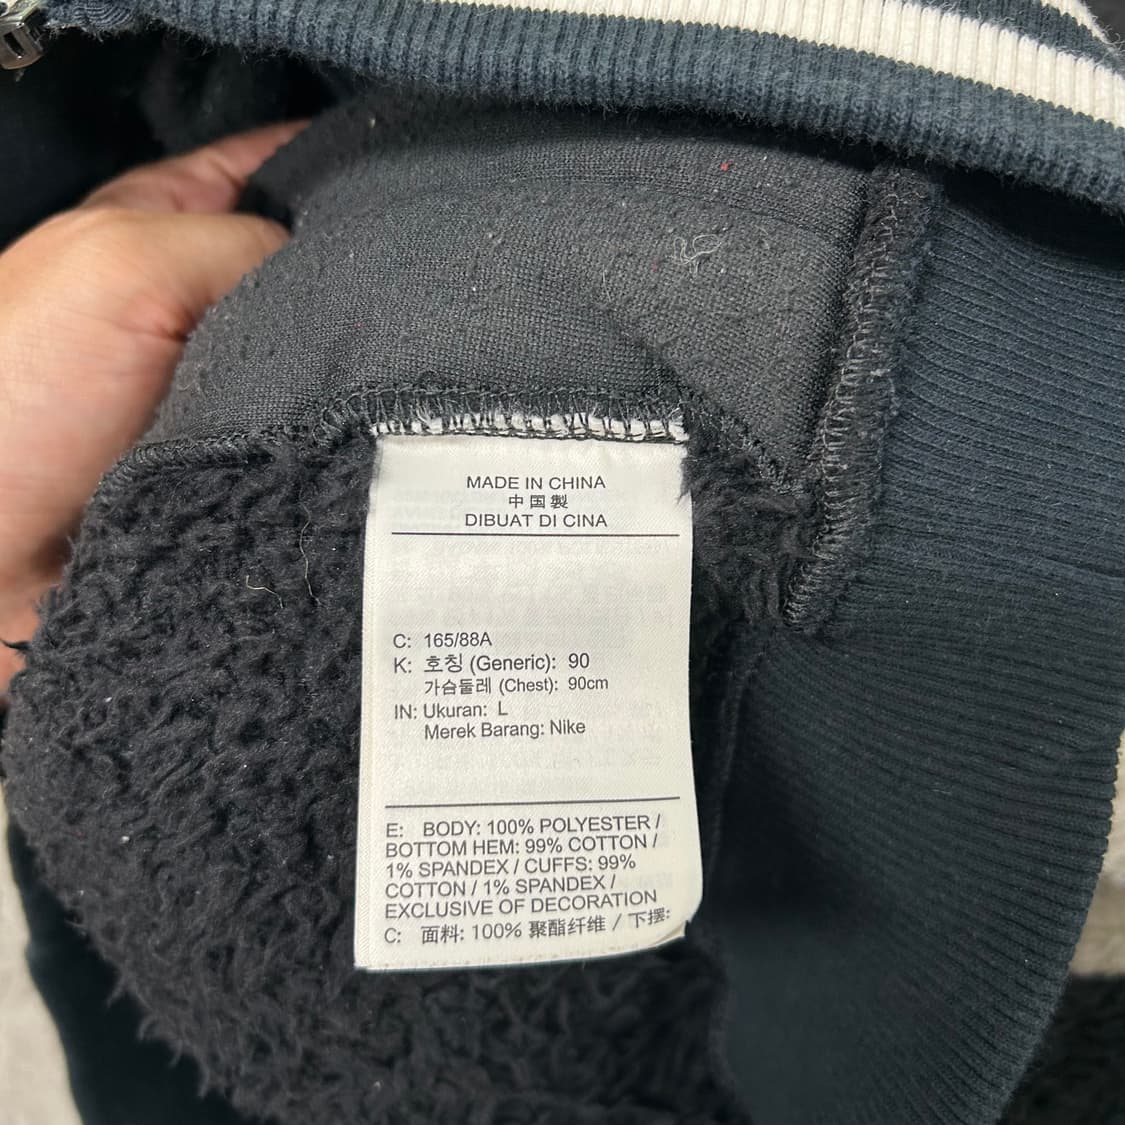 MADE IN CHINA
中国製
DIBUAT DI CINA
C: 165/88A
K: 호칭 (Generic): 90
가슴둘레 (Chest): 90cm
IN: Ukuran: L
Merek Barang: Nike
E: BODY: 100% POLYESTER /
BOTTOM HEM: 99% COTTON /
1% SPANDEX / CUFFS: 99%
COTTON / 1% SPANDEX /
EXCLUSIVE OF DECORATION
C: 面料: 100% 聚酯纤维 / 下摆: